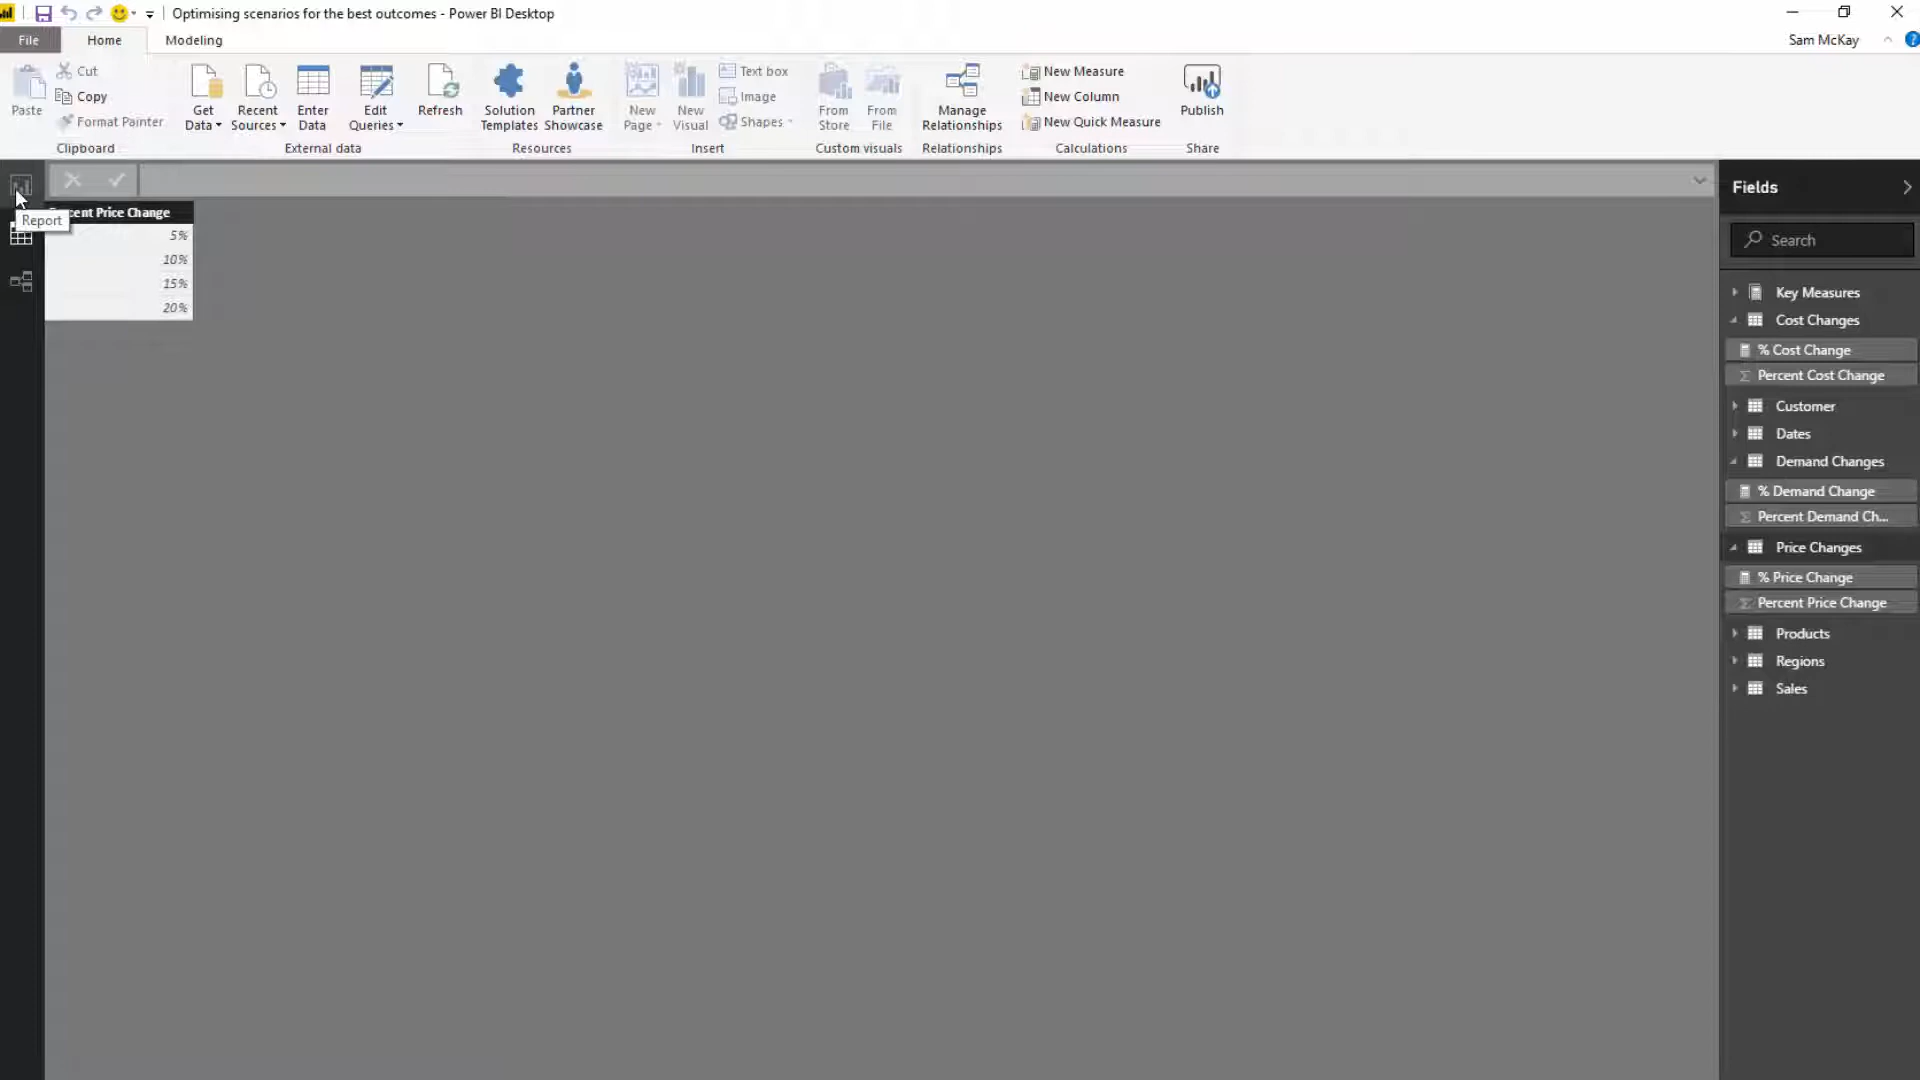 Optimising scenarios for the best outcomes - Power BI Desktop
File
Home
Modeling
Sam McKay
?
Paste
Cut
Copy
Format Painter
Clipboard
Get
Data
Recent
Sources
Enter
Data
Edit
Queries
External data
Refresh
Solution
Templates
Partner
Showcase
Resources
New
Page
New
Visual
Text box
Image
Shapes
Insert
From
Store
From
File
Custom visuals
Manage
Relationships
Relationships
New Measure
New Column
New Quick Measure
Calculations
Publish
Share
Report
cent Price Change
5%
10%
15%
20%
Fields
Search
Key Measures
Cost Changes
% Cost Change
Percent Cost Change
Customer
Dates
Demand Changes
% Demand Change
Percent Demand Ch...
Price Changes
% Price Change
Percent Price Change
Products
Regions
Sales